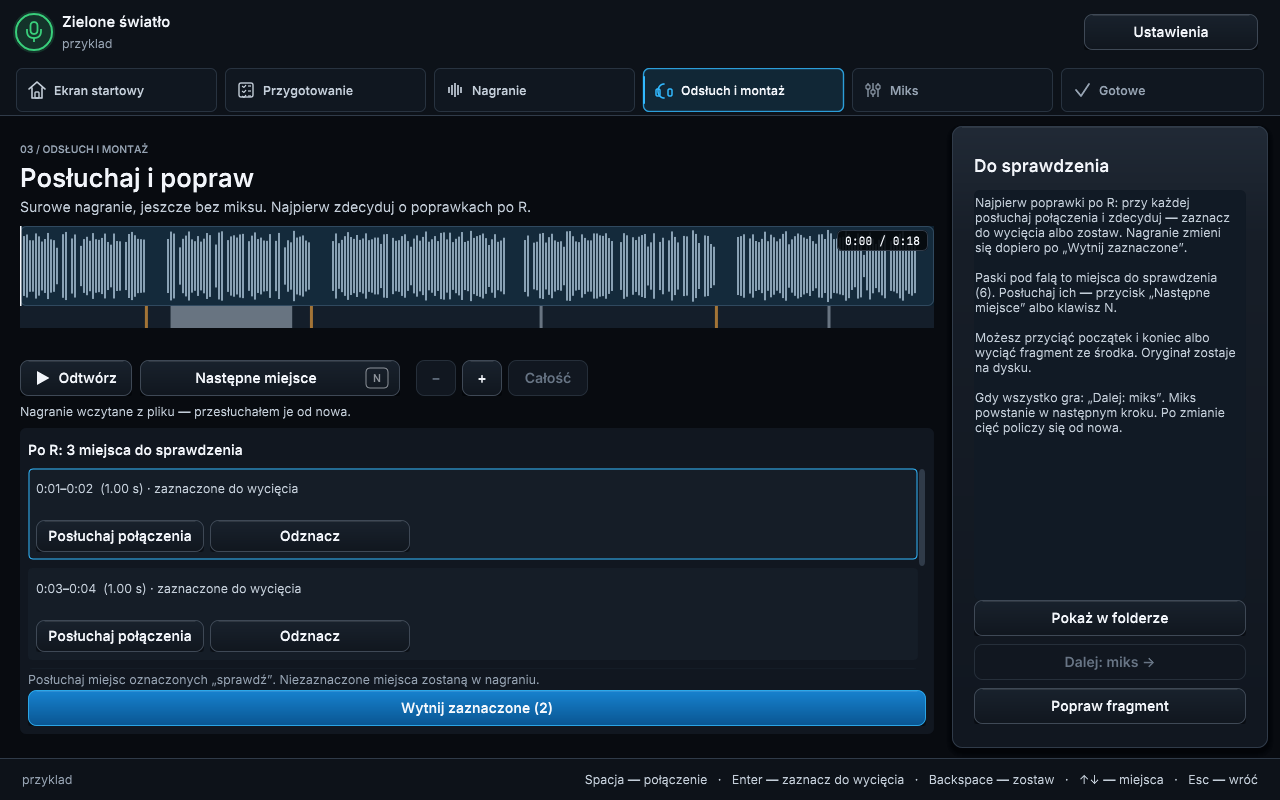 Zielone światło
przykład
Ustawienia
Ekran startowy
Przygotowanie
Nagranie
Odsłuch i montaż
Miks
Gotowe
03 / ODSŁUCH I MONTAŻ
Posłuchaj i popraw
Surowe nagranie, jeszcze bez miksu. Najpierw zdecyduj o poprawkach po R.
0:00 / 0:18
Odtwórz
Następne miejsce
N
−
+
Całość
Nagranie wczytane z pliku — przesłuchałem je od nowa.
Po R: 3 miejsca do sprawdzenia
0:01–0:02 (1.00 s) · zaznaczone do wycięcia
Posłuchaj połączenia
Odznacz
0:03–0:04 (1.00 s) · zaznaczone do wycięcia
Posłuchaj połączenia
Odznacz
Posłuchaj miejsc oznaczonych „sprawdź”. Niezaznaczone miejsca zostaną w nagraniu.
Wytnij zaznaczone (2)
Do sprawdzenia
Najpierw poprawki po R: przy każdej
posłuchaj połączenia i zdecyduj — zaznacz
do wycięcia albo zostaw. Nagranie zmieni
się dopiero po „Wytnij zaznaczone”.
Paski pod falą to miejsca do sprawdzenia
(6). Posłuchaj ich — przycisk „Następne
miejsce” albo klawisz N.
Możesz przyciąć początek i koniec albo
wyciąć fragment ze środka. Oryginał zostaje
na dysku.
Gdy wszystko gra: „Dalej: miks”. Miks
powstanie w następnym kroku. Po zmianie
cięć policzy się od nowa.
Pokaż w folderze
Dalej: miks →
Popraw fragment
przykład
Spacja — połączenie · Enter — zaznacz do wycięcia · Backspace — zostaw · ↑↓ — miejsca · Esc — wróć